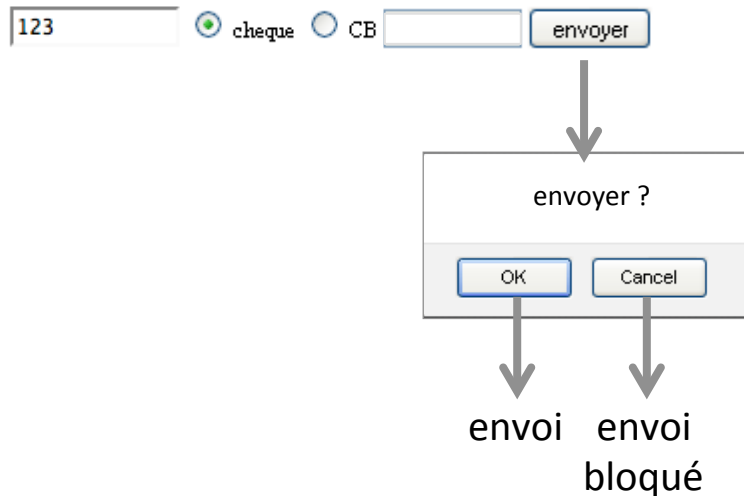 123 cheque CB envoyer
envoyer ?
OK Cancel
envoi envoi
bloqué